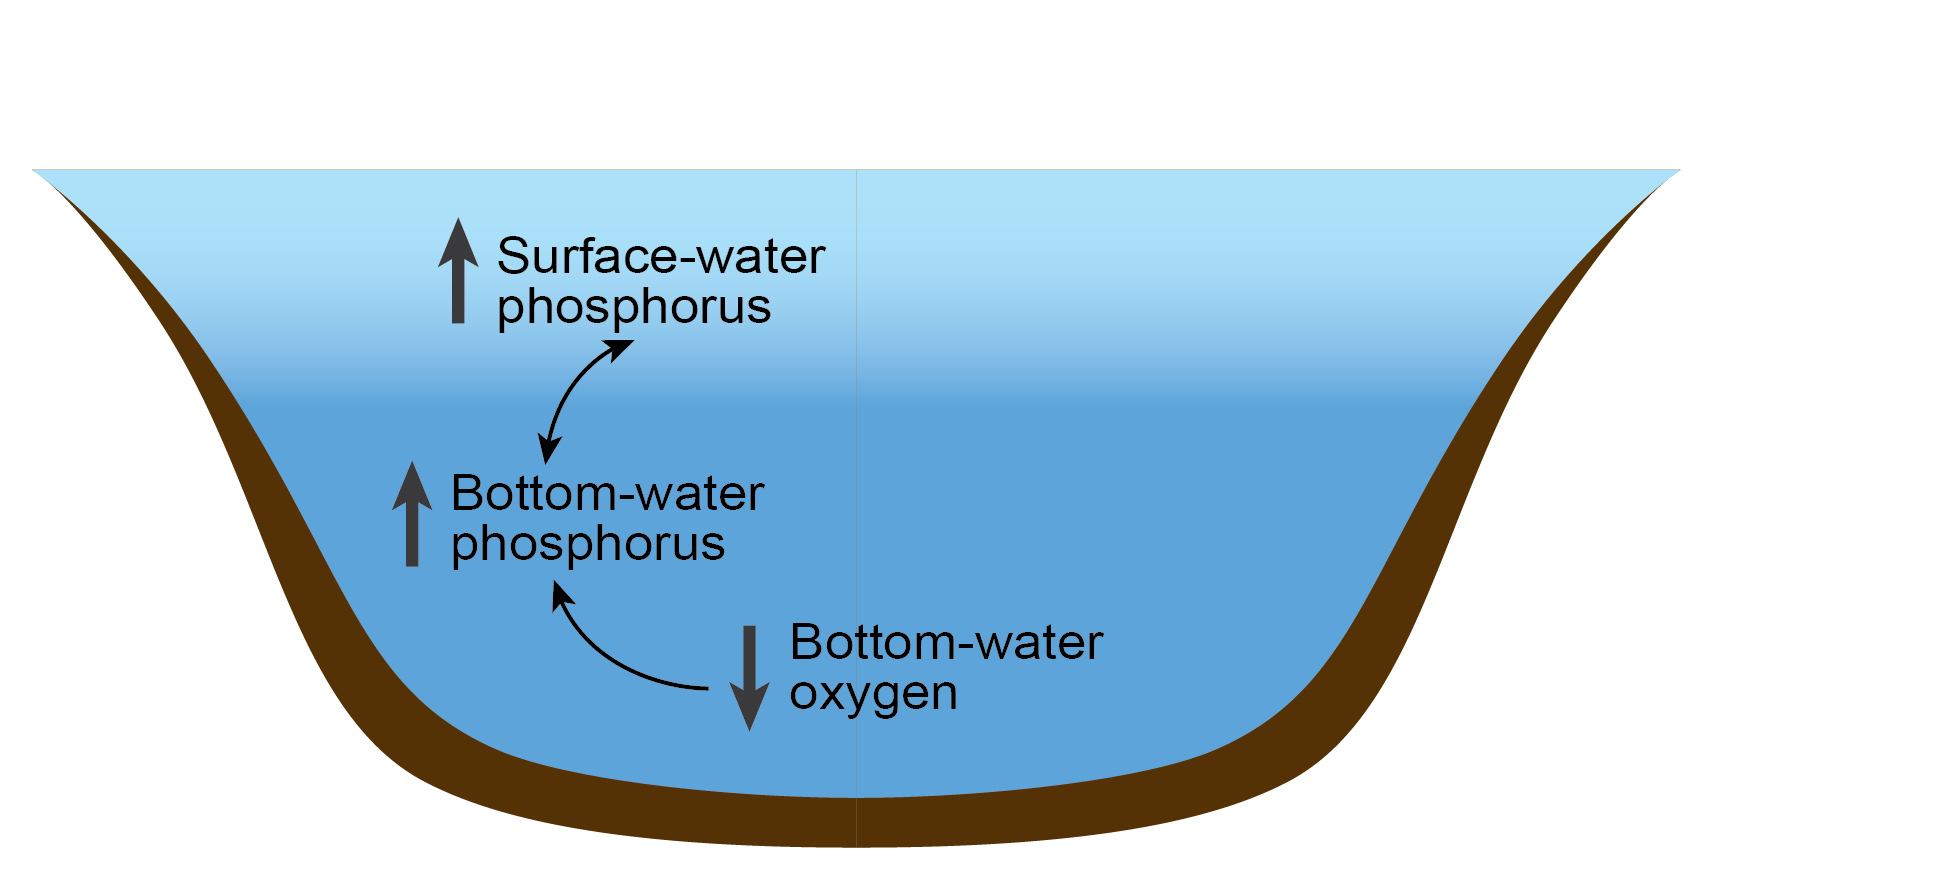 Surface-water
phosphorus
Bottom-water
phosphorus
Bottom-water
oxygen